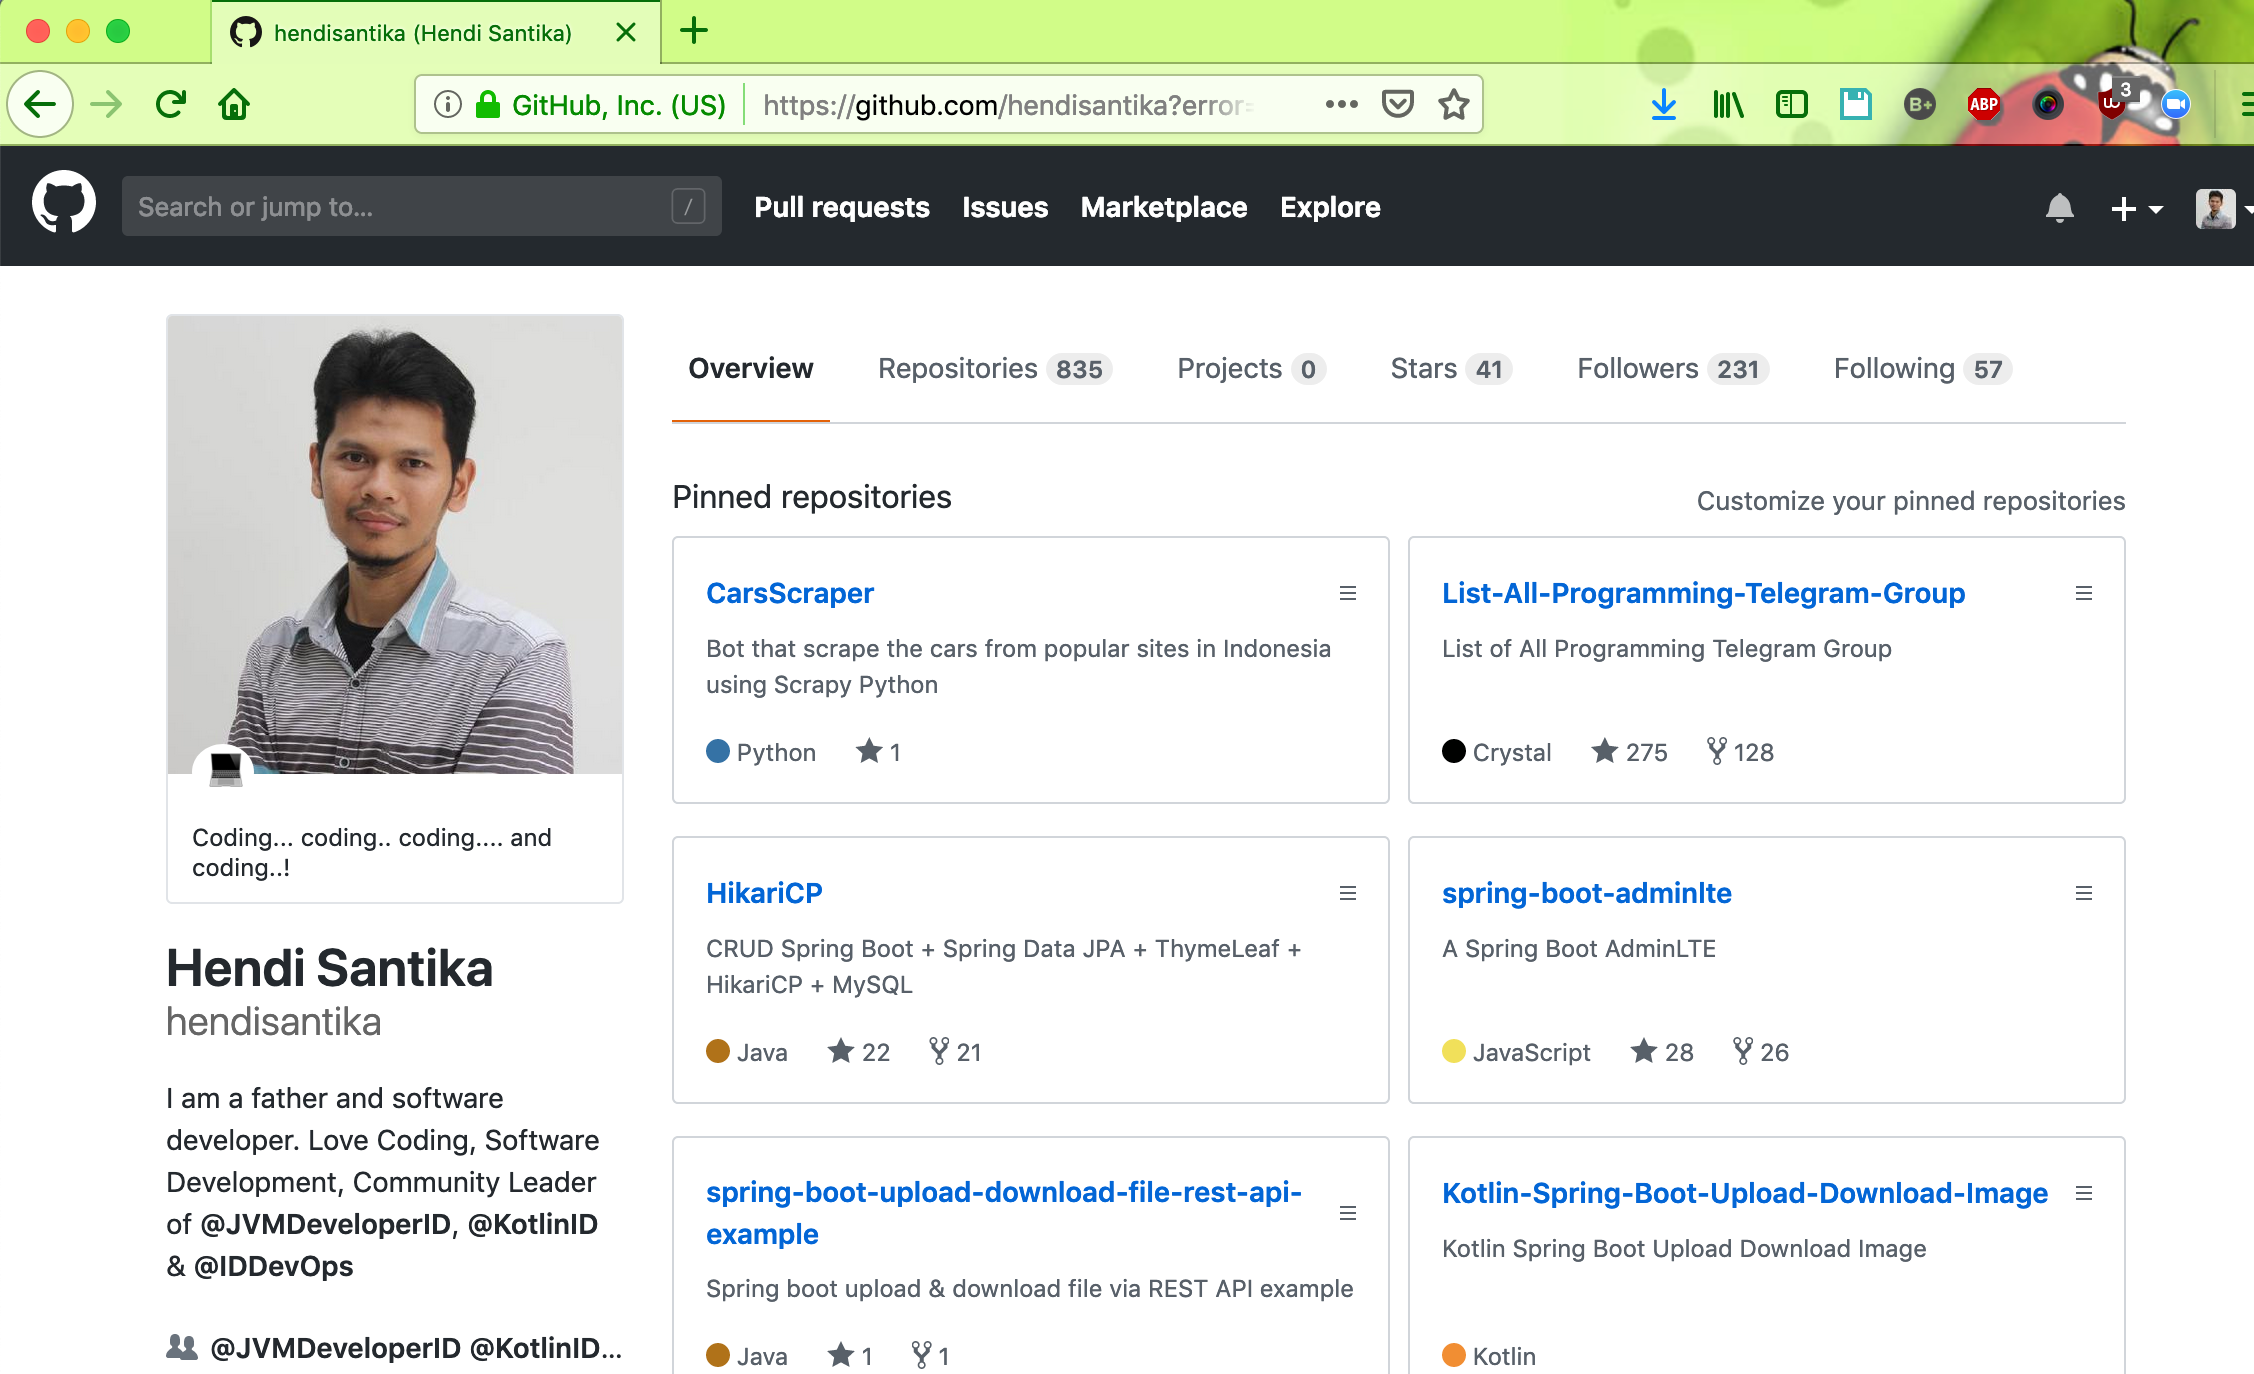 hendisantika (Hendi Santika)
GitHub, Inc. (US)
https://github.com/hendisantika?error=
B+
ABP
3
Search or jump to...
/
Pull requests
Issues
Marketplace
Explore
Overview
Repositories 835
Projects 0
Stars 41
Followers 231
Following 57
Coding... coding.. coding.... and
coding..!
Hendi Santika
hendisantika
I am a father and software
developer. Love Coding, Software
Development, Community Leader
of @JVMDeveloperID, @KotlinID
& @IDDevOps
@JVMDeveloperID @KotlinID...
Pinned repositories
Customize your pinned repositories
CarsScraper
Bot that scrape the cars from popular sites in Indonesia
using Scrapy Python
Python 1
List-All-Programming-Telegram-Group
List of All Programming Telegram Group
Crystal 275 128
HikariCP
CRUD Spring Boot + Spring Data JPA + ThymeLeaf +
HikariCP + MySQL
Java 22 21
spring-boot-adminlte
A Spring Boot AdminLTE
JavaScript 28 26
spring-boot-upload-download-file-rest-api-
example
Spring boot upload & download file via REST API example
Java 1 1
Kotlin-Spring-Boot-Upload-Download-Image
Kotlin Spring Boot Upload Download Image
Kotlin